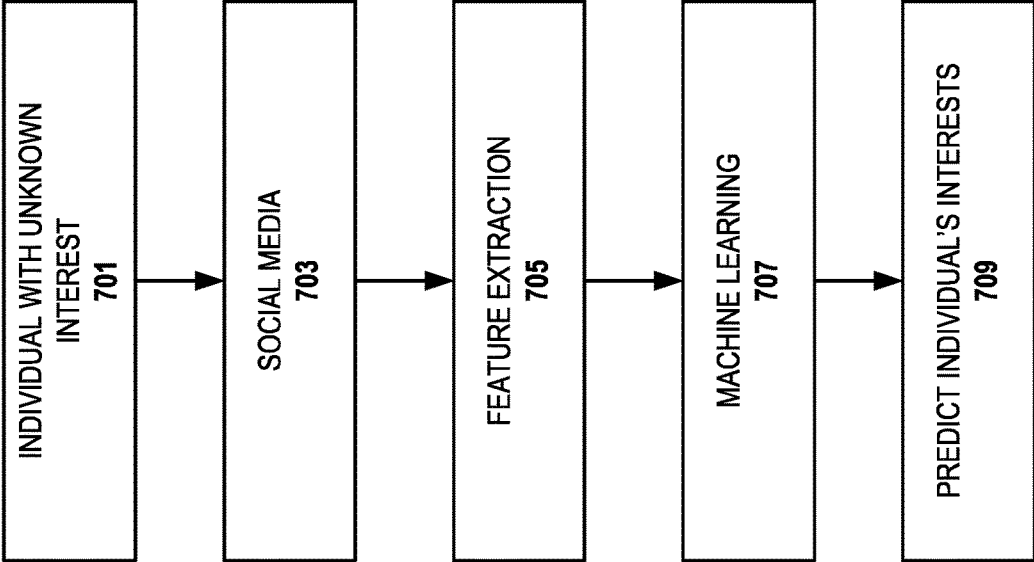 INDIVIDUAL WITH UNKNOWN
INTEREST
701
SOCIAL MEDIA
703
FEATURE EXTRACTION
705
MACHINE LEARNING
707
PREDICT INDIVIDUAL'S INTERESTS
709